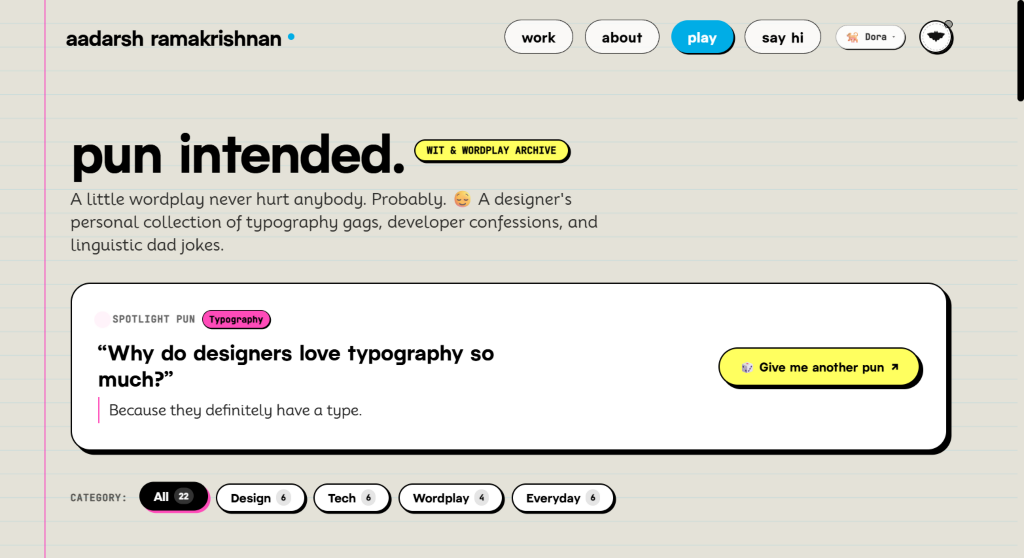 aadarsh ramakrishnan
work
about
play
say hi
Dora
pun intended.
WIT & WORDPLAY ARCHIVE
A little wordplay never hurt anybody. Probably. 😅 A designer's
personal collection of typography gags, developer confessions, and
linguistic dad jokes.
SPOTLIGHT PUN
Typography
“Why do designers love typography so
much?”
Because they definitely have a type.
🎲 Give me another pun ↗
CATEGORY:
All 22
Design 6
Tech 6
Wordplay 4
Everyday 6